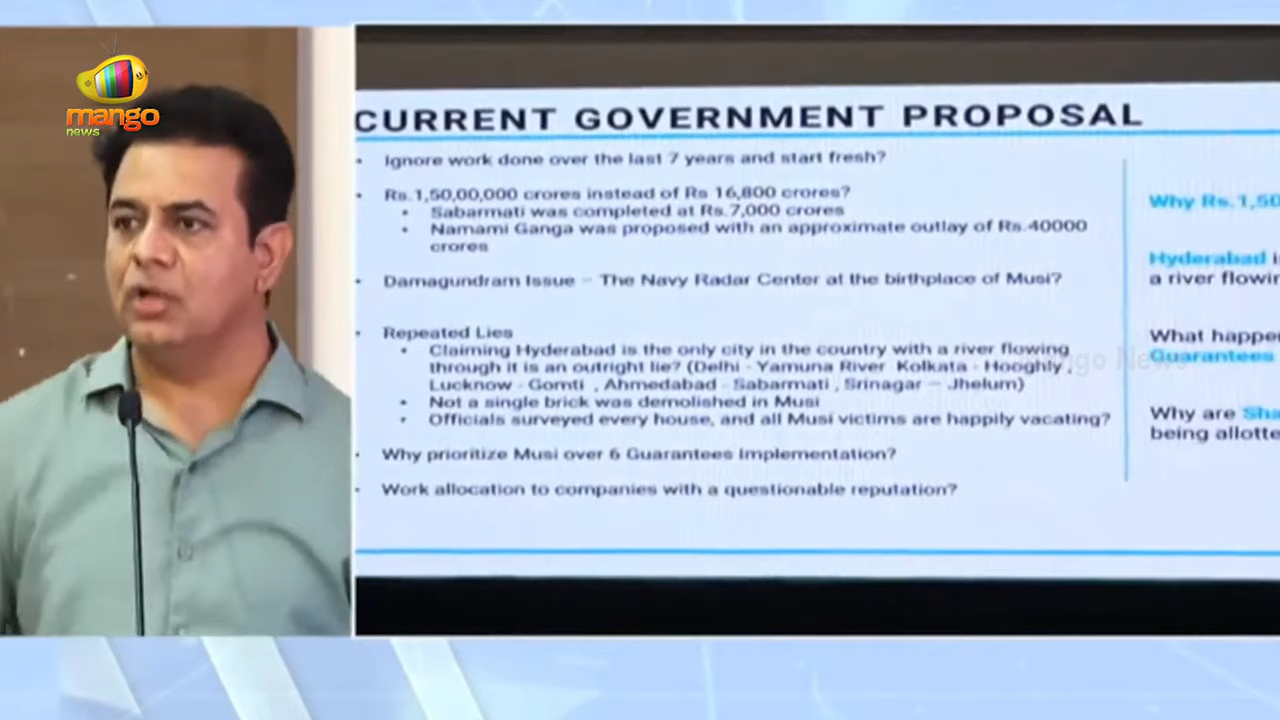 mango
news
CURRENT GOVERNMENT PROPOSAL
• Ignore work done over the last 7 years and start fresh?
• Rs.1,50,00,000 crores instead of Rs 16,800 crores?
• Sabarmati was completed at Rs.7,000 crores
• Namami Ganga was proposed with an approximate outlay of Rs.40000
crores
• Damagundram Issue – The Navy Radar Center at the birthplace of Musi?
• Repeated Lies
• Claiming Hyderabad is the only city in the country with a river flowing
through it is an outright lie? (Delhi - Yamuna River Kolkata - Hooghly ,
Lucknow - Gomti , Ahmedabad - Sabarmati , Srinagar – Jhelum)
• Not a single brick was demolished in Musi
• Officials surveyed every house, and all Musi victims are happily vacating?
• Why prioritize Musi over 6 Guarantees Implementation?
• Work allocation to companies with a questionable reputation?
Why Rs.1,50
Hyderabad i
a river flowin
What happe
Guarantees
Why are Sha
being allotte
Mango News